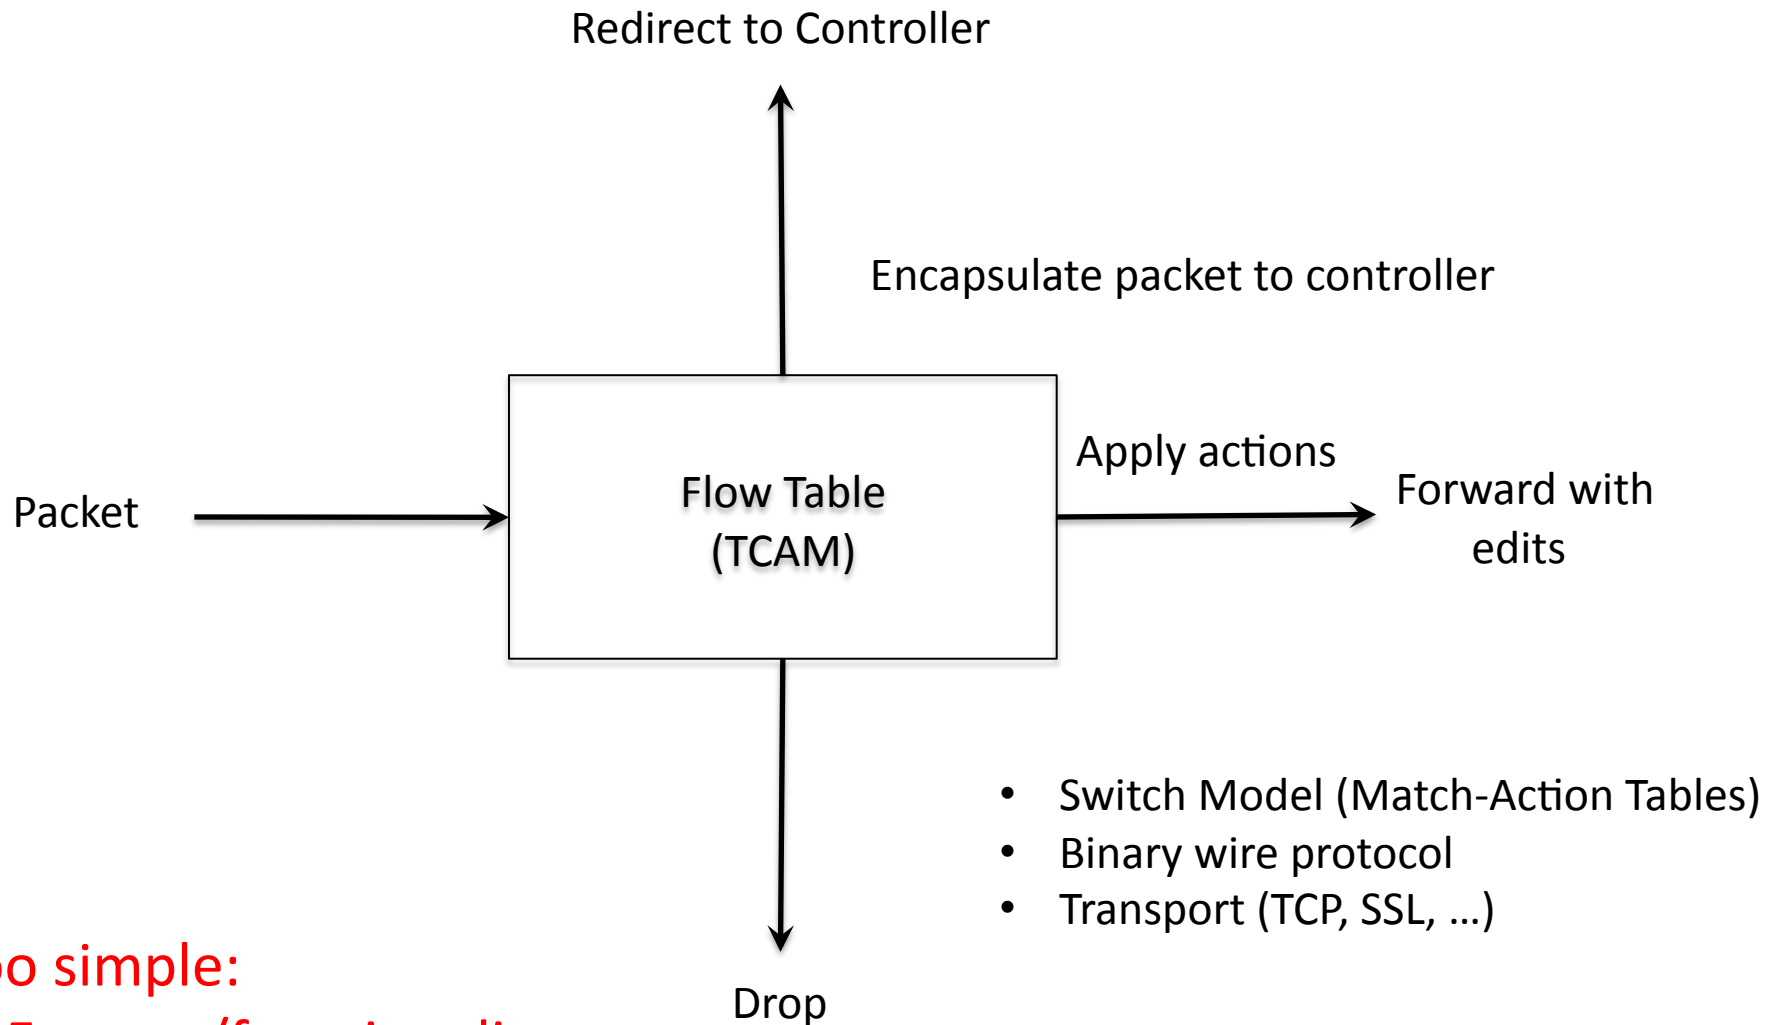 Redirect to Controller
Encapsulate packet to controller
Apply actions
Packet
Flow Table
(TCAM)
Forward with
edits
• Switch Model (Match-Action Tables)
• Binary wire protocol
• Transport (TCP, SSL, …)
simple:
Drop